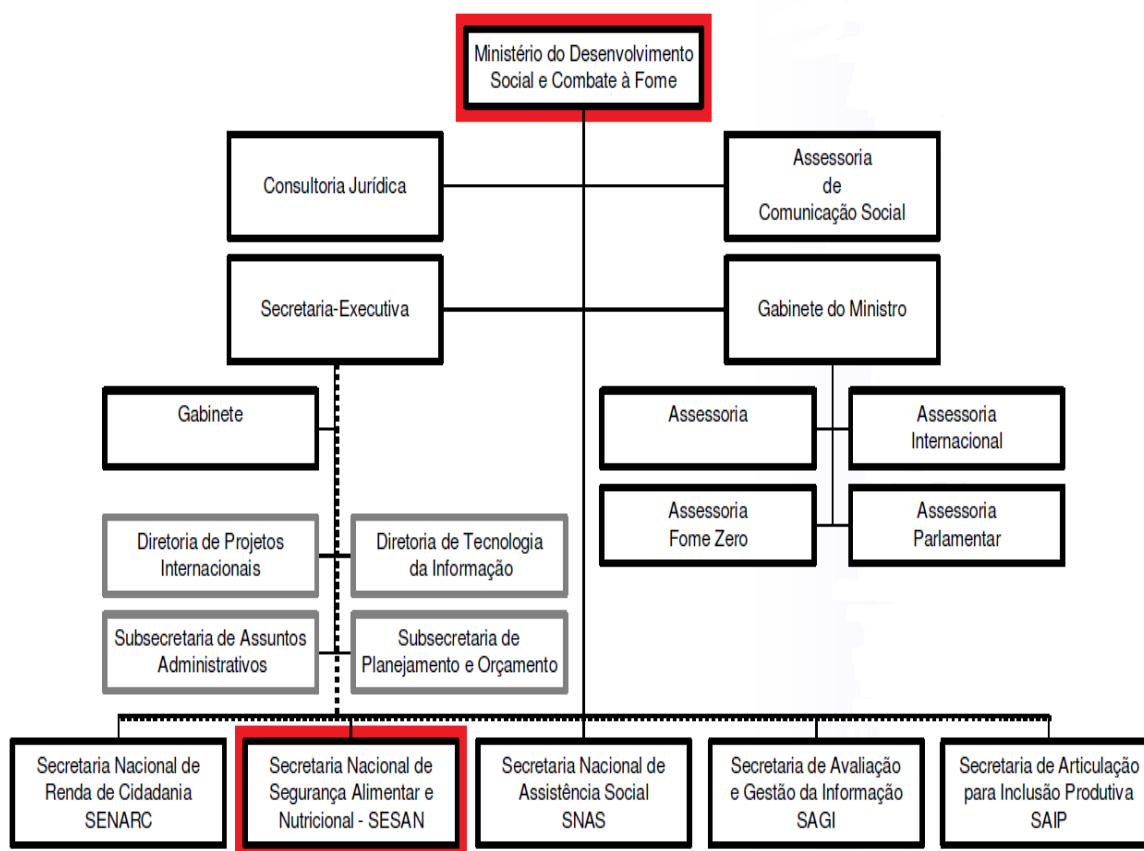 Ministério do Desenvolvimento
Social e Combate à Fome
Consultoria Jurídica
Assessoria
de
Comunicação Social
Secretaria-Executiva
Gabinete do Ministro
Gabinete
Assessoria
Assessoria
Internacional
Assessoria
Fome Zero
Assessoria
Parlamentar
Diretoria de Projetos
Internacionais
Diretoria de Tecnologia
da Informação
Subsecretaria de Assuntos
Administrativos
Subsecretaria de
Planejamento e Orçamento
Secretaria Nacional de
Renda de Cidadania
SENARC
Secretaria Nacional de
Segurança Alimentar e
Nutricional - SESAN
Secretaria Nacional de
Assistência Social
SNAS
Secretaria de Avaliação
e Gestão da Informação
SAGI
Secretaria de Articulação
para Inclusão Produtiva
SAIP